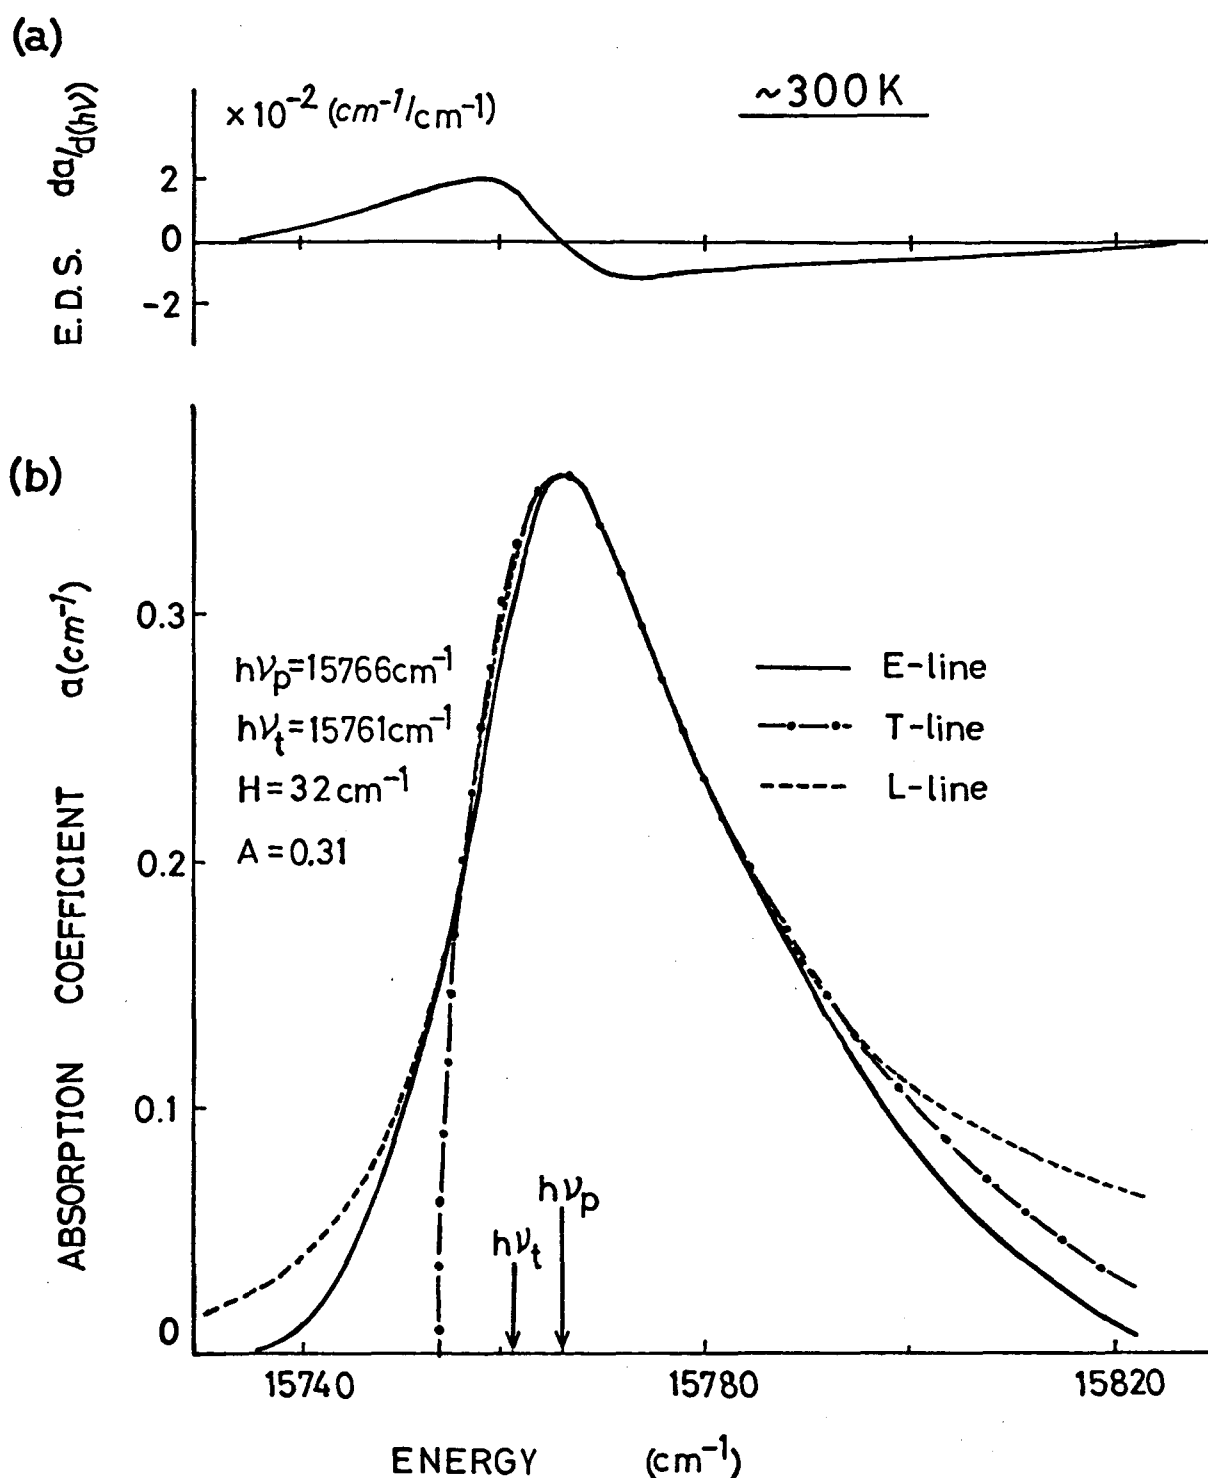 (a)
E.D.S. da/d(hν)
×10⁻² (cm⁻¹/cm⁻¹)
~300K
2
0
-2
(b)
ABSORPTION COEFFICIENT a(cm⁻¹)
0.3
0.2
0.1
0
hνp=15766cm⁻¹
hνt=15761cm⁻¹
H=32cm⁻¹
A=0.31
E-line
T-line
L-line
hνp
hνt
15740
15780
15820
ENERGY (cm⁻¹)